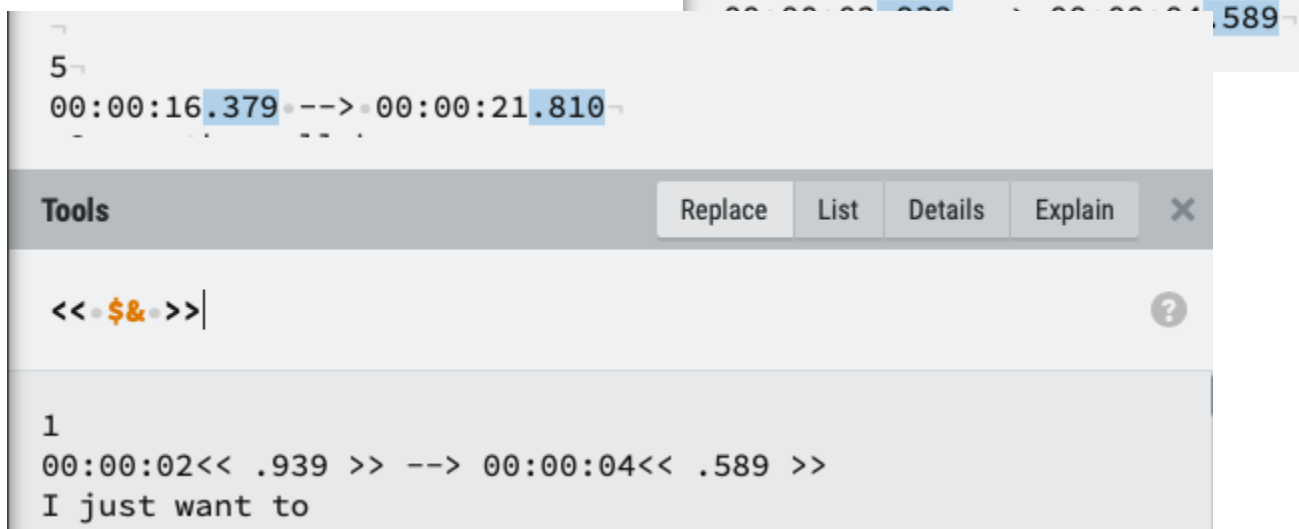 .589¬
¬
5¬
00:00:16.379·-->·00:00:21.810¬
Tools Replace List Details Explain ×
<<·$&·>> ?
1
00:00:02<< .939 >> --> 00:00:04<< .589 >>
I just want to